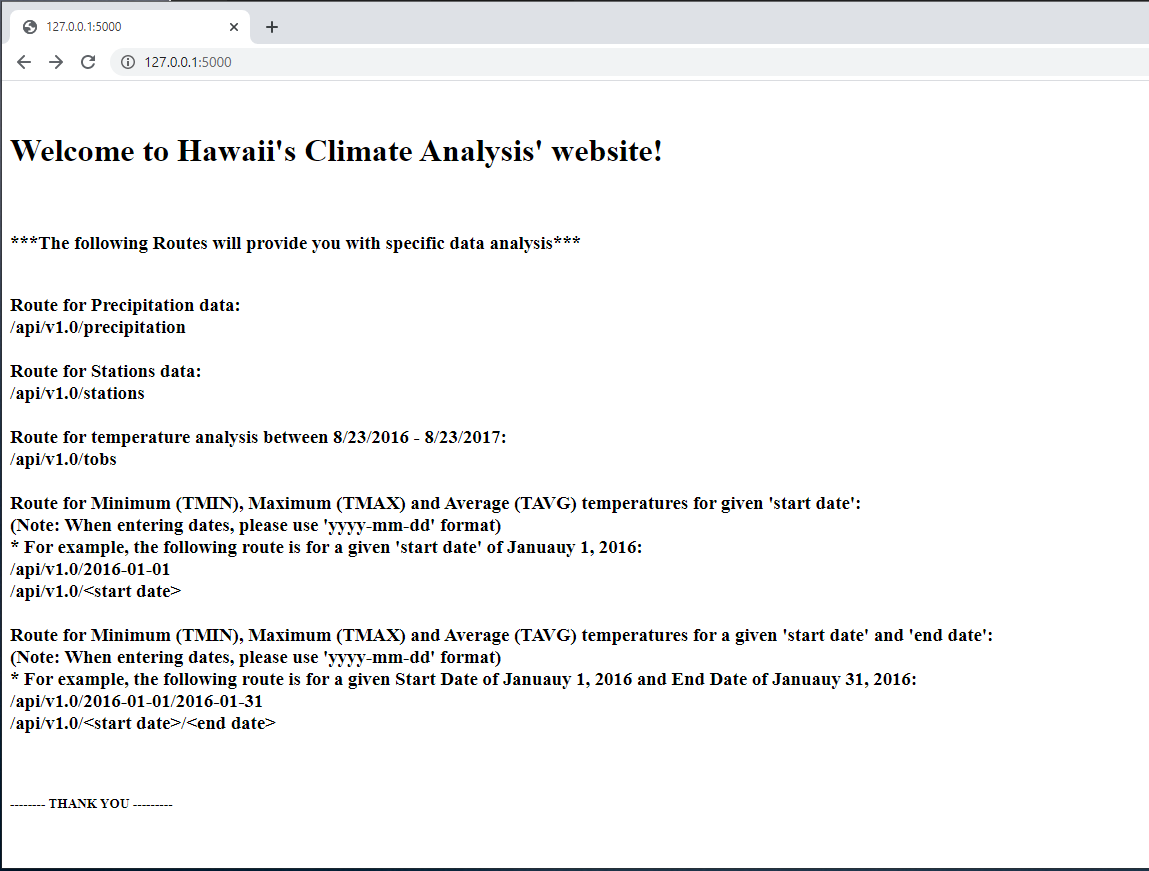 127.0.0.1:5000
127.0.0.1:5000
Welcome to Hawaii's Climate Analysis' website!
***The following Routes will provide you with specific data analysis***
Route for Precipitation data:
/api/v1.0/precipitation
Route for Stations data:
/api/v1.0/stations
Route for temperature analysis between 8/23/2016 - 8/23/2017:
/api/v1.0/tobs
Route for Minimum (TMIN), Maximum (TMAX) and Average (TAVG) temperatures for given 'start date':
(Note: When entering dates, please use 'yyyy-mm-dd' format)
* For example, the following route is for a given 'start date' of Januauy 1, 2016:
/api/v1.0/2016-01-01
/api/v1.0/<start date>
Route for Minimum (TMIN), Maximum (TMAX) and Average (TAVG) temperatures for a given 'start date' and 'end date':
(Note: When entering dates, please use 'yyyy-mm-dd' format)
* For example, the following route is for a given Start Date of Januauy 1, 2016 and End Date of Januauy 31, 2016:
/api/v1.0/2016-01-01/2016-01-31
/api/v1.0/<start date>/<end date>
-------- THANK YOU ---------